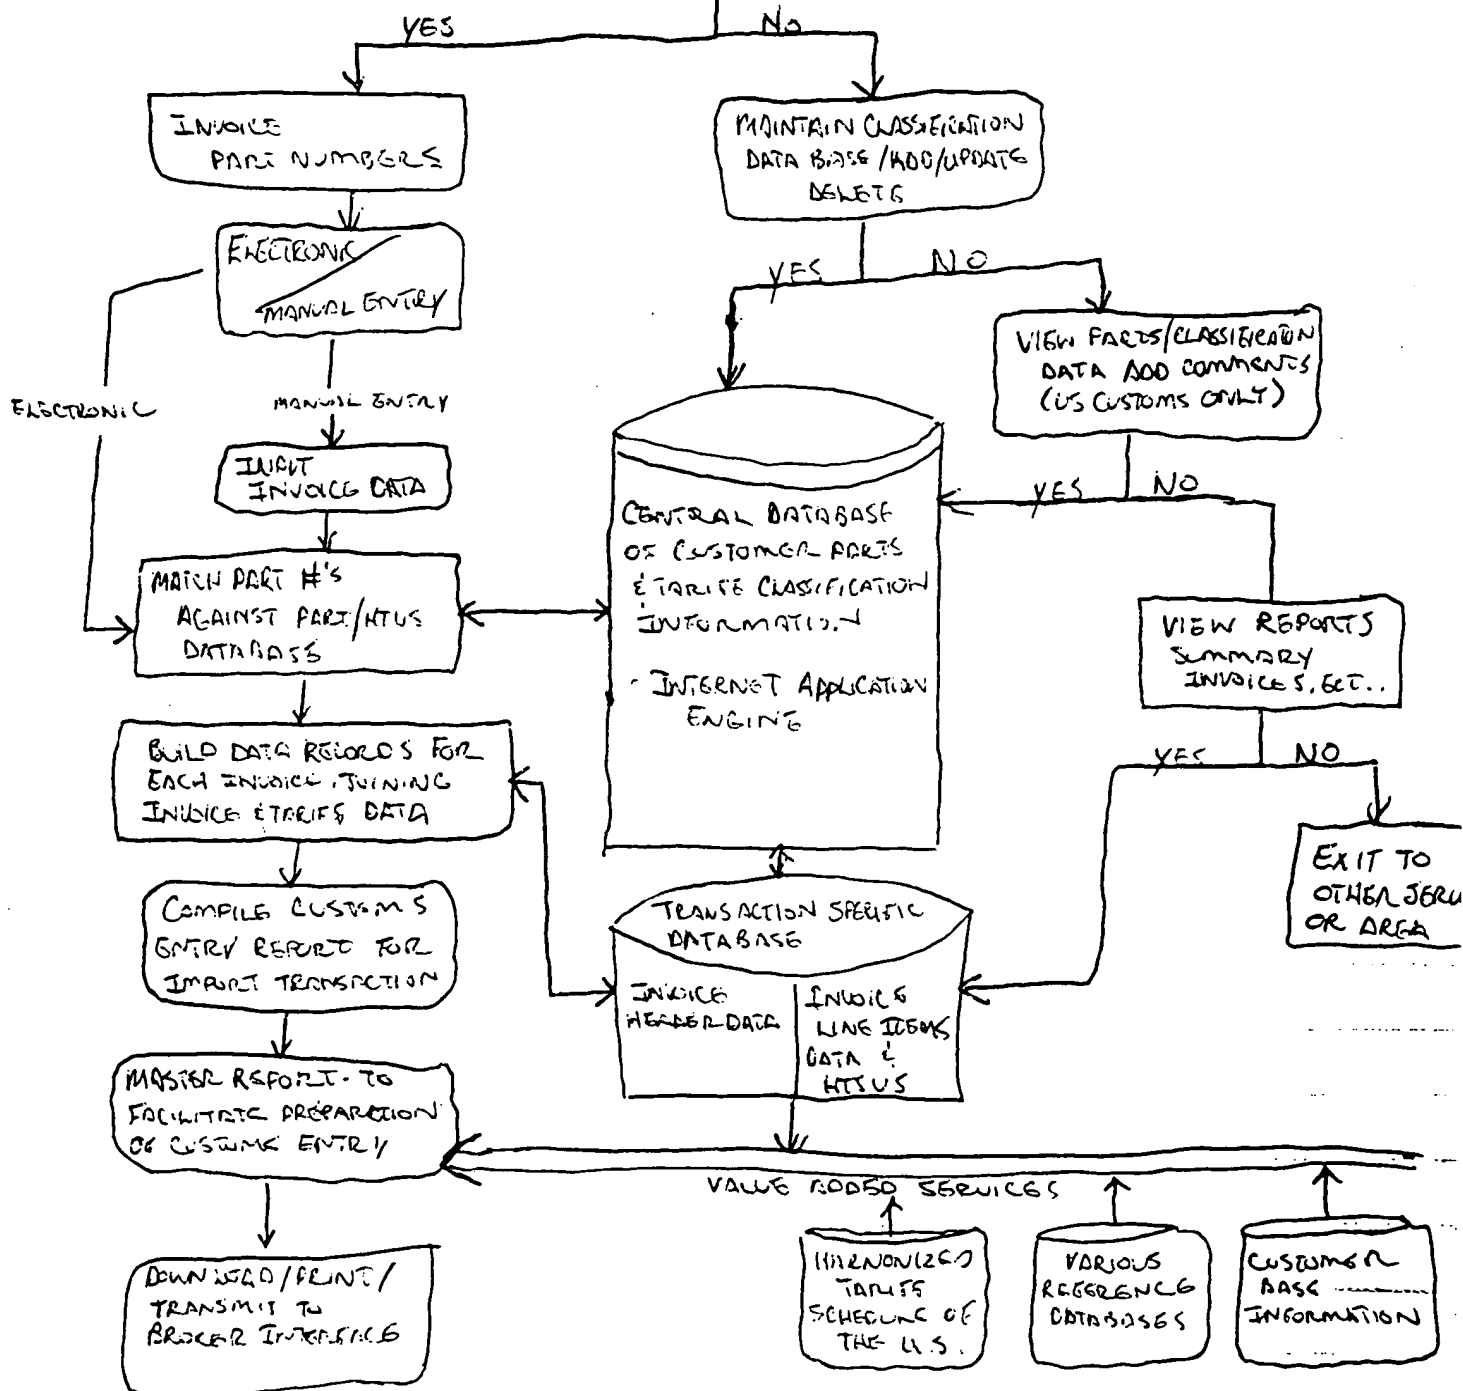 YES
NO
INVOICE
PART NUMBERS
MAINTAIN CLASSIFICATION
DATA BASE/ADD/UPDATE
DELETE
ELECTRONIC
MANUAL ENTRY
YES
NO
VIEW PARTS/CLASSIFICATION
DATA ADD COMMENTS
(US CUSTOMS ONLY)
ELECTRONIC
MANUAL ENTRY
INPUT
INVOICE DATA
YES
NO
CENTRAL DATABASE
OF CUSTOMER PARTS
& TARIFF CLASSIFICATION
INFORMATION
- INTERNET APPLICATION
ENGINE
MATCH PART #'S
AGAINST PART/HTUS
DATABASE
VIEW REPORTS
SUMMARY
INVOICES, ECT..
BUILD DATA RECORDS FOR
EACH INVOICE, JOINING
INVOICE & TARIFF DATA
YES
NO
EXIT TO
OTHER SERV
OR AREA
COMPILE CUSTOMS
ENTRY REPORT FOR
IMPORT TRANSACTION
TRANSACTION SPECIFIC
DATABASE
INVOICE
HEADER DATA
INVOICE
LINE ITEMS
DATA &
HTSUS
MASTER REPORT - TO
FACILITATE PREPARATION
OF CUSTOMS ENTRY
VALUE ADDED SERVICES
DOWNLOAD/PRINT/
TRANSMIT TO
BROKER INTERFACE
HARMONIZED
TARIFF
SCHEDULE OF
THE U.S.
VARIOUS
REFERENCE
DATABASES
CUSTOMER
BASE
INFORMATION